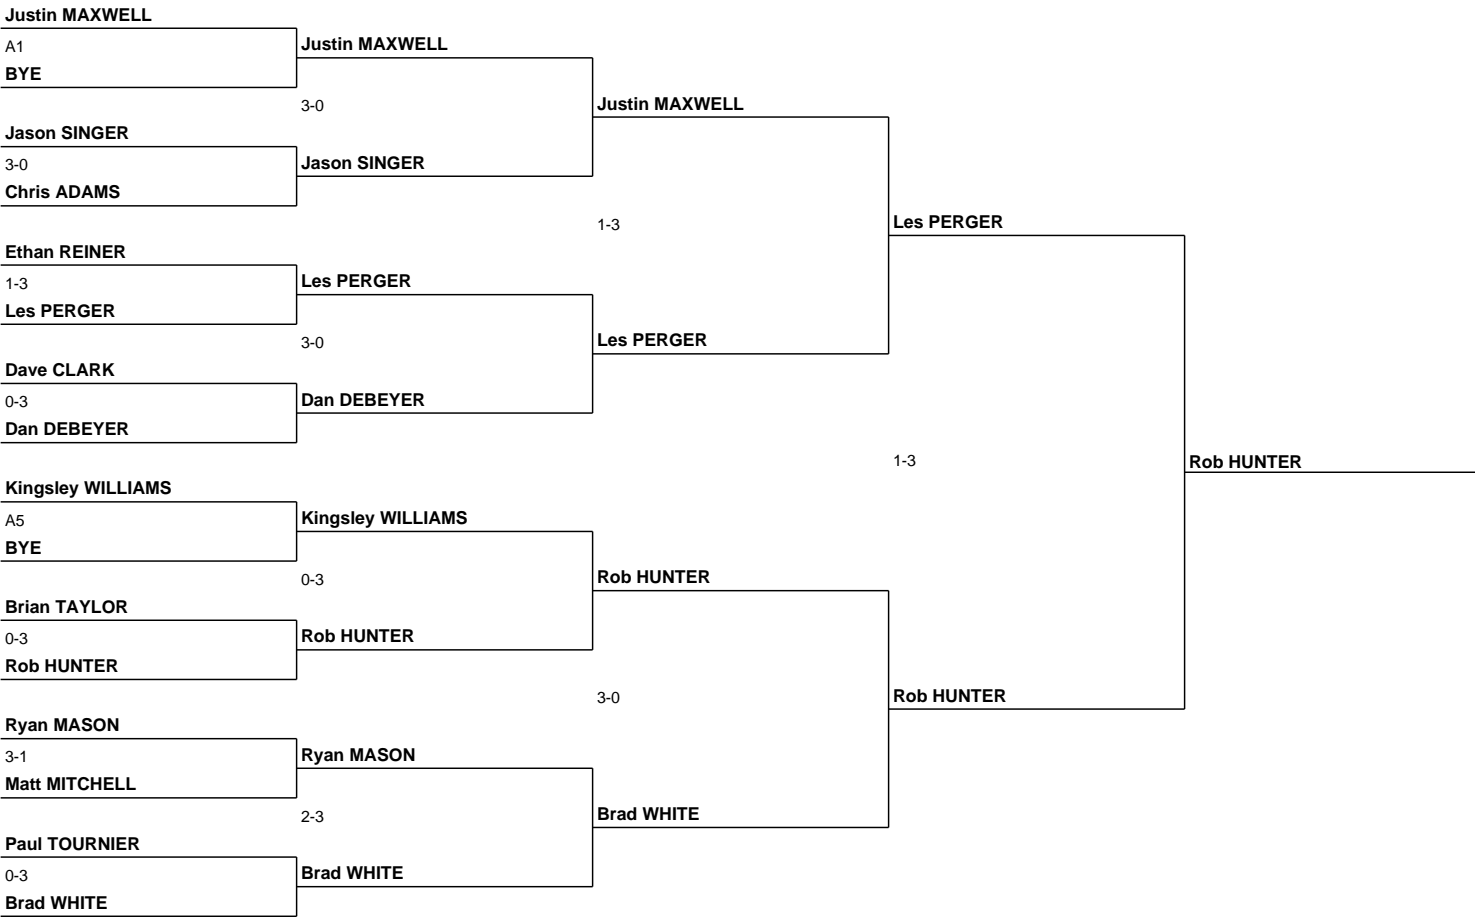 Justin MAXWELL
A1
BYE
Jason SINGER
3-0
Chris ADAMS
Ethan REINER
1-3
Les PERGER
Dave CLARK
0-3
Dan DEBEYER
Kingsley WILLIAMS
A5
BYE
Brian TAYLOR
0-3
Rob HUNTER
Ryan MASON
3-1
Matt MITCHELL
Paul TOURNIER
0-3
Brad WHITE
Justin MAXWELL
3-0
Jason SINGER
Les PERGER
3-0
Dan DEBEYER
Kingsley WILLIAMS
0-3
Rob HUNTER
Ryan MASON
2-3
Brad WHITE
Justin MAXWELL
1-3
Les PERGER
Rob HUNTER
3-0
Brad WHITE
Les PERGER
1-3
Rob HUNTER
Rob HUNTER